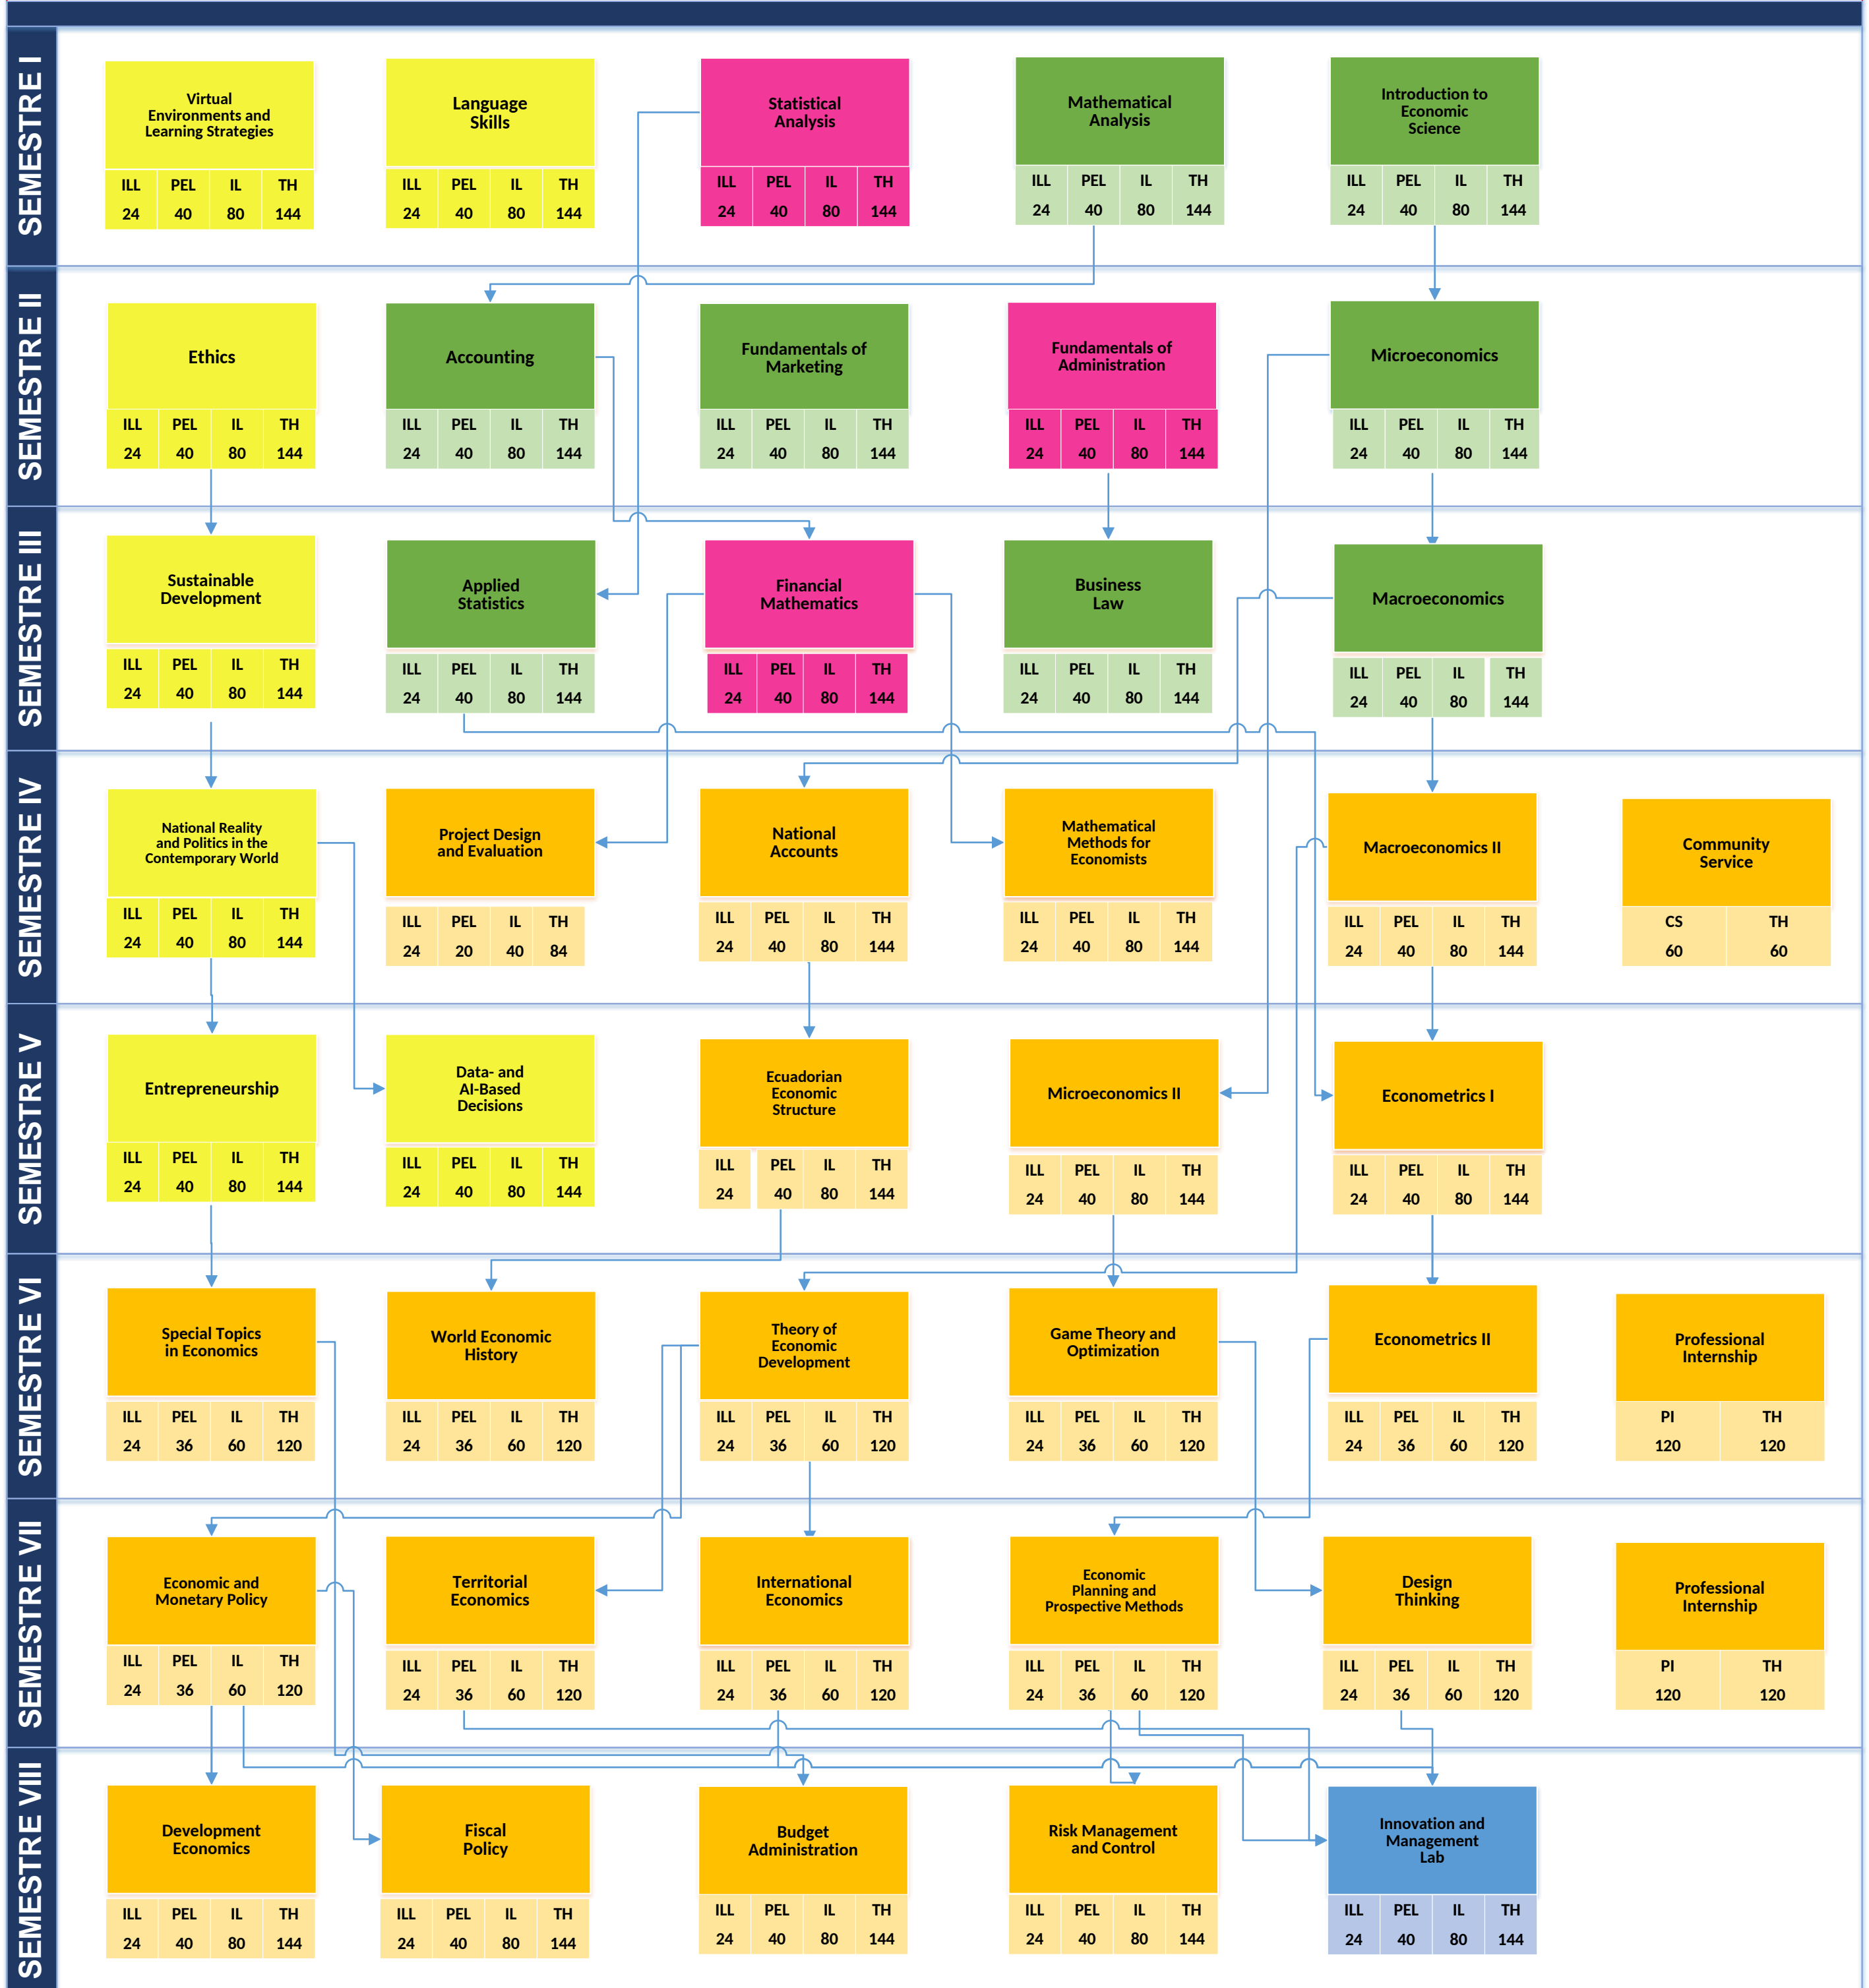 SEMESTRE I
Virtual
Environments and
Learning Strategies
ILL PEL IL TH
24 40 80 144
Language
Skills
ILL PEL IL TH
24 40 80 144
Statistical
Analysis
ILL PEL IL TH
24 40 80 144
Mathematical
Analysis
ILL PEL IL TH
24 40 80 144
Introduction to
Economic
Science
ILL PEL IL TH
24 40 80 144
SEMESTRE II
Ethics
ILL PEL IL TH
24 40 80 144
Accounting
ILL PEL IL TH
24 40 80 144
Fundamentals of
Marketing
ILL PEL IL TH
24 40 80 144
Fundamentals of
Administration
ILL PEL IL TH
24 40 80 144
Microeconomics
ILL PEL IL TH
24 40 80 144
SEMESTRE III
Sustainable
Development
ILL PEL IL TH
24 40 80 144
Applied
Statistics
ILL PEL IL TH
24 40 80 144
Financial
Mathematics
ILL PEL IL TH
24 40 80 144
Business
Law
ILL PEL IL TH
24 40 80 144
Macroeconomics
ILL PEL IL TH
24 40 80 144
SEMESTRE IV
National Reality
and Politics in the
Contemporary World
ILL PEL IL TH
24 40 80 144
Project Design
and Evaluation
ILL PEL IL TH
24 20 40 84
National
Accounts
ILL PEL IL TH
24 40 80 144
Mathematical
Methods for
Economists
ILL PEL IL TH
24 40 80 144
Macroeconomics II
ILL PEL IL TH
24 40 80 144
Community
Service
CS TH
60 60
SEMESTRE V
Entrepreneurship
ILL PEL IL TH
24 40 80 144
Data- and
AI-Based
Decisions
ILL PEL IL TH
24 40 80 144
Ecuadorian
Economic
Structure
ILL PEL IL TH
24 40 80 144
Microeconomics II
ILL PEL IL TH
24 40 80 144
Econometrics I
ILL PEL IL TH
24 40 80 144
SEMESTRE VI
Special Topics
in Economics
ILL PEL IL TH
24 36 60 120
World Economic
History
ILL PEL IL TH
24 36 60 120
Theory of
Economic
Development
ILL PEL IL TH
24 36 60 120
Game Theory and
Optimization
ILL PEL IL TH
24 36 60 120
Econometrics II
ILL PEL IL TH
24 36 60 120
Professional
Internship
PI TH
120 120
SEMESTRE VII
Economic and
Monetary Policy
ILL PEL IL TH
24 36 60 120
Territorial
Economics
ILL PEL IL TH
24 36 60 120
International
Economics
ILL PEL IL TH
24 36 60 120
Economic
Planning and
Prospective Methods
ILL PEL IL TH
24 36 60 120
Design
Thinking
ILL PEL IL TH
24 36 60 120
Professional
Internship
PI TH
120 120
SEMESTRE VIII
Development
Economics
ILL PEL IL TH
24 40 80 144
Fiscal
Policy
ILL PEL IL TH
24 40 80 144
Budget
Administration
ILL PEL IL TH
24 40 80 144
Risk Management
and Control
ILL PEL IL TH
24 40 80 144
Innovation and
Management
Lab
ILL PEL IL TH
24 40 80 144